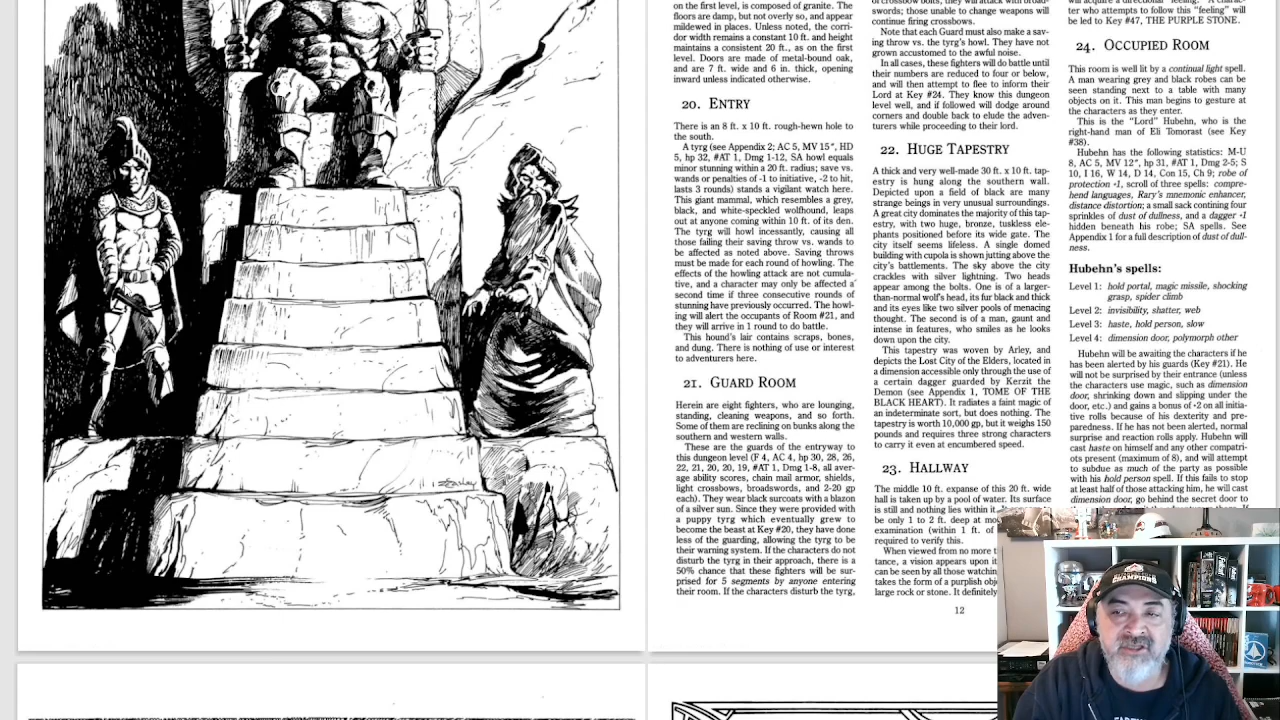 on the first level, is composed of granite. The
floors are damp, but not overly so, and appear
mildewed in places. Unless noted, the corri-
dor width remains a constant 10 ft. and height
maintains a consistent 20 ft., as on the first
level. Doors are made of metal-bound oak,
and are 7 ft. wide and 6 in. thick, opening
inward unless indicated otherwise.
20. ENTRY
There is an 8 ft. x 10 ft. rough-hewn hole to
the south.
A tyrg (see Appendix 2; AC 5, MV 15", HD
5, hp 32, #AT 1, Dmg 1-12, SA howl equals
minor stunning within a 20 ft. radius; save vs.
wands or penalties of -1 to initiative, -2 to hit,
lasts 3 rounds) stands a vigilant watch here.
This giant mammal, which resembles a grey,
black, and white-speckled wolfhound, leaps
out at anyone coming within 10 ft. of its den.
The tyrg will howl incessantly, causing all
those failing their saving throw vs. wands to
be affected as noted above. Saving throws
must be made for each round of howling. The
effects of the howling attack are not cumula-
tive, and a character may only be affected a
second time if three consecutive rounds of
stunning have previously occurred. The howl-
ing will alert the occupants of Room #21, and
they will arrive in 1 round to do battle.
This hound's lair contains scraps, bones,
and dung. There is nothing of use or interest
to adventurers here.
21. GUARD ROOM
Herein are eight fighters, who are lounging,
standing, cleaning weapons, and so forth.
Some of them are reclining on bunks along the
southern and western walls.
These are the guards of the entryway to
this dungeon level (F 4, AC 4, hp 30, 28, 26,
22, 21, 20, 20, 19, #AT 1, Dmg 1-8, all aver-
age ability scores, chain mail armor, shields,
light crossbows, broadswords, and 2-20 gp
each). They wear black surcoats with a blazon
of a silver sun. Since they were provided with
a puppy tyrg which eventually grew to
become the beast at Key #20, they have done
less of the guarding, allowing the tyrg to be
their warning system. If the characters do not
disturb the tyrg in their approach, there is a
50% chance that these fighters will be sur-
prised for 5 segments by anyone entering
their room. If the characters disturb the tyrg,
of crossbow bolts, they will attack with broad-
swords; those unable to change weapons will
continue firing crossbows.
Note that each Guard must also make a sav-
ing throw vs. the tyrg's howl. They have not
grown accustomed to the awful noise.
In all cases, these fighters will do battle until
their numbers are reduced to four or below,
and will then attempt to flee to inform their
Lord at Key #24. They know this dungeon
level well, and if followed will dodge around
corners and double back to elude the adven-
turers while proceeding to their lord.
22. HUGE TAPESTRY
A thick and very well-made 30 ft. x 10 ft. tap-
estry is hung along the southern wall.
Depicted upon a field of black are many
strange beings in very unusual surroundings.
A great city dominates the majority of this tap-
estry, with two huge, bronze, tuskless ele-
phants positioned before its wide gate. The
city itself seems lifeless. A single domed
building with cupola is shown jutting above the
city's battlements. The sky above the city
crackles with silver lightning. Two heads
appear among the bolts. One is of a larger-
than-normal wolf's head, its fur black and thick
and its eyes like two silver pools of menacing
thought. The second is of a man, gaunt and
intense in features, who smiles as he looks
down upon the city.
This tapestry was woven by Arley, and
depicts the Lost City of the Elders, located in
a dimension accessible only through the use of
a certain dagger guarded by Kerzit the
Demon (see Appendix 1, TOME OF THE
BLACK HEART). It radiates a faint magic of
an indeterminate sort, but does nothing. The
tapestry is worth 10,000 gp, but it weighs 150
pounds and requires three strong characters
to carry it even at encumbered speed.
23. HALLWAY
The middle 10 ft. expanse of this 20 ft. wide
hall is taken up by a pool of water. Its surface
is still and nothing lies within it.
be only 1 to 2 ft. deep at
examination (within 1 ft. of
required to verify this.
When viewed from no more
tance, a vision appears upon
can be seen by all those watching
takes the form of a purplish
large rock or stone. It definitely
12
acquire a directional "feeling." A charac-
ter who attempts to follow this "feeling" will
be led to Key #47, THE PURPLE STONE.
24. OCCUPIED ROOM
This room is well lit by a continual light spell.
A man wearing grey and black robes can be
seen standing next to a table with many
objects on it. This man begins to gesture at
the characters as they enter.
This is the "Lord" Hubehn, who is the
right-hand man of Eli Tomorast (see Key
#38).
Hubehn has the following statistics: M-U
8, AC 5, MV 12", hp 31, #AT 1, Dmg 2-5; S
10, I 16, W 14, D 14, Con 15, Ch 9; robe of
protection +1, scroll of three spells: compre-
hend languages, Rary's mnemonic enhancer,
distance distortion; a small sack contining four
sprinkles of dust of dullness, and a dagger +1
hidden beneath his robe; SA spells. See
Appendix 1 for a full description of dust of dull-
ness.
Hubehn's spells:
Level 1: hold portal, magic missile, shocking
grasp, spider climb
Level 2: invisibility, shatter, web
Level 3: haste, hold person, slow
Level 4: dimension door, polymorph other
Hubehn will be awaiting the characters if he
has been alerted by his guards (Key #21). He
will not be surprised by their entrance (unless
the characters use magic, such as dimension
door, shrinking down and slipping under the
door, etc.) and gains a bonus of +2 on all initia-
tive rolls because of his dexterity and pre-
paredness. If he has not been alerted, normal
surprise and reaction rolls apply. Hubehn will
cast haste on himself and any other compatri-
ots present (maximum of 8), and will attempt
to subdue as much of the party as possible
with his hold person spell. If this fails to stop
at least half of those attacking him, he will cast
dimension door, go behind the secret door to
CHAMPIONS